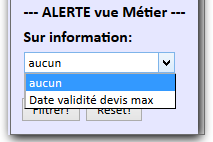 --- ALERTE vue Métier ---
Sur information:
aucun
aucun
Date validité devis max
Filtrer! Reset!